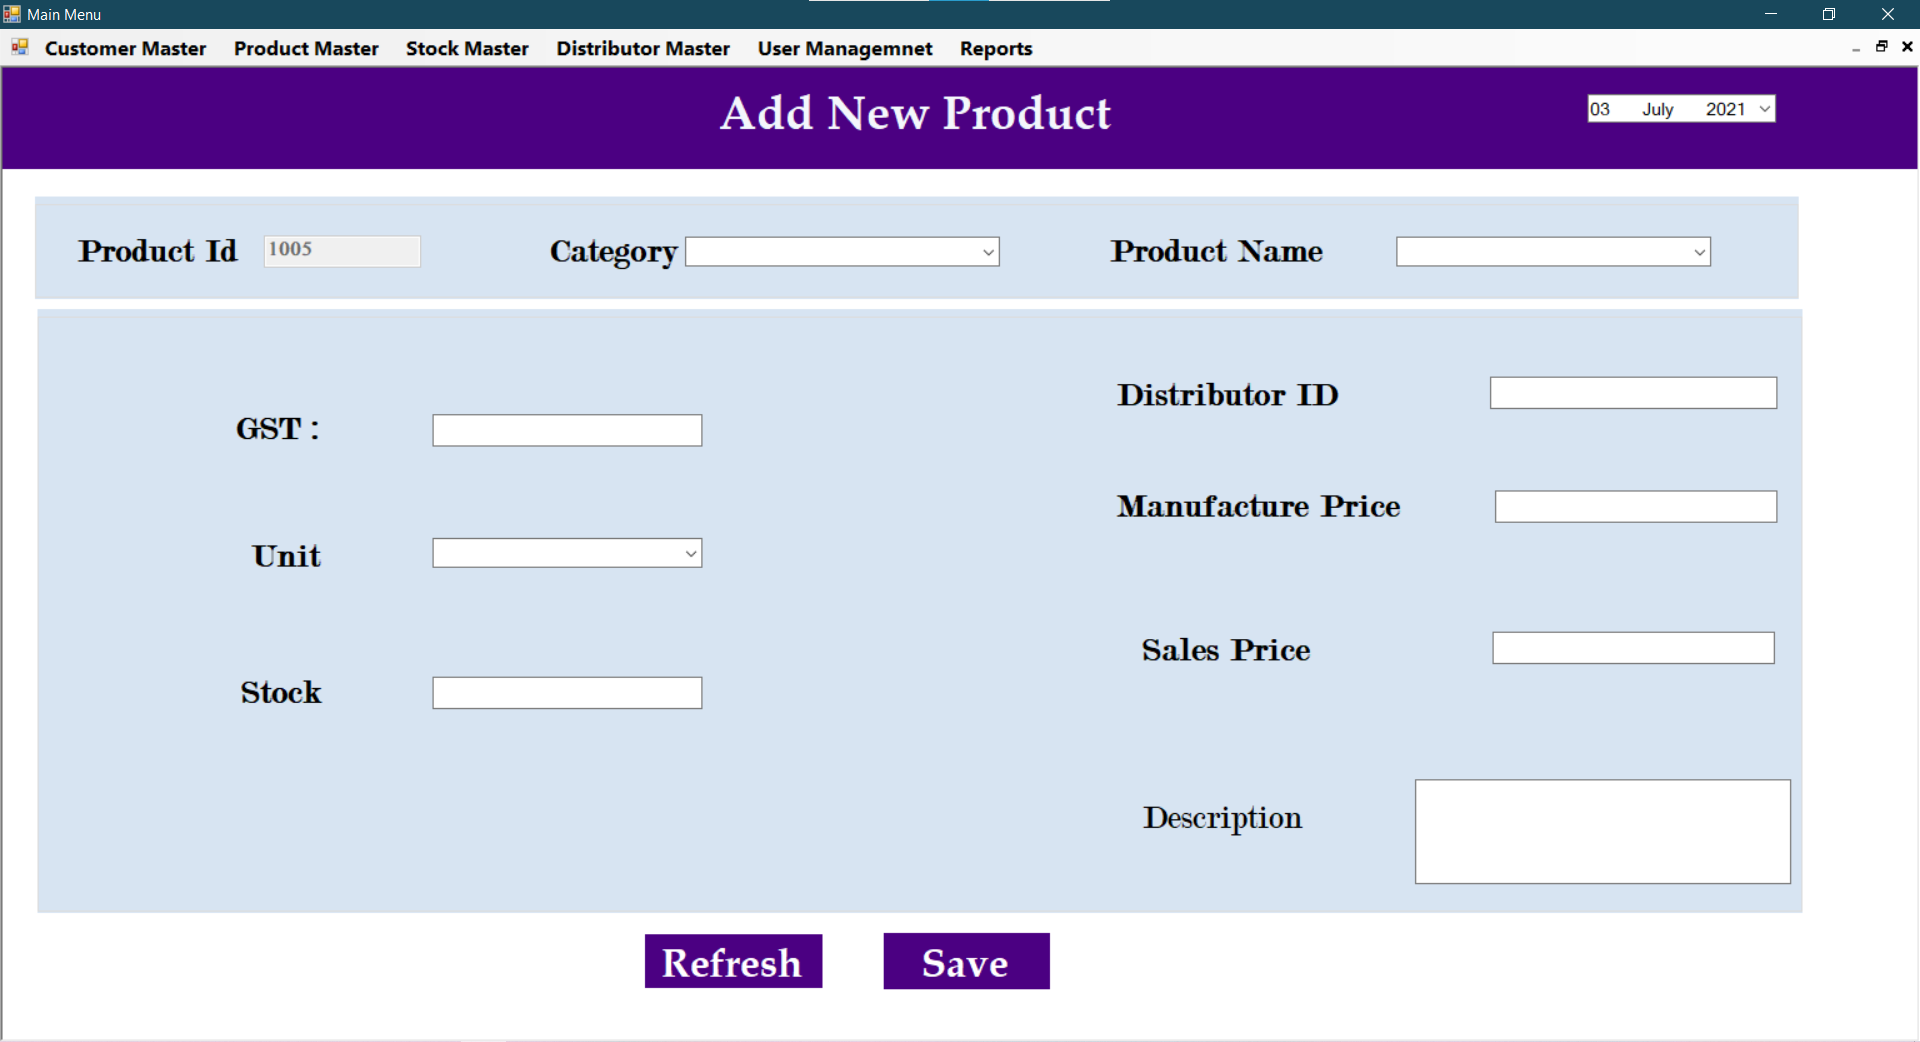 Main Menu
Customer Master Product Master Stock Master Distributor Master User Managemnet Reports
Add New Product
03 July 2021
Product Id 1005 Category Product Name
Distributor ID
GST :
Manufacture Price
Unit
Sales Price
Stock
Description
Refresh Save